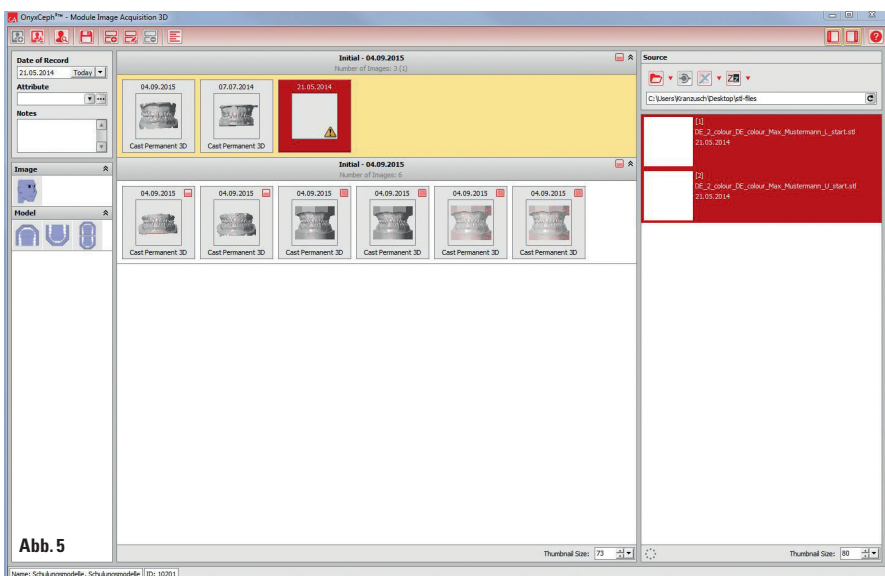 OnyxCeph³™ - Module Image Acquisition 3D
Date of Record
21.05.2014 Today
Attribute
Notes
Image
Model
Initial - 04.09.2015
Number of Images: 3 (1)
04.09.2015 07.07.2014 21.05.2014
Cast Permanent 3D Cast Permanent 3D
Initial - 04.09.2015
Number of Images: 6
04.09.2015 04.09.2015 04.09.2015 04.09.2015 04.09.2015 04.09.2015
Cast Permanent 3D Cast Permanent 3D Cast Permanent 3D Cast Permanent 3D Cast Permanent 3D Cast Permanent 3D
Source
C:\Users\Kranzusch\Desktop\stl-files
[1]
DE_2_colour_DE_colour_Max_Mustermann_L_start.stl
21.05.2014
[2]
DE_2_colour_DE_colour_Max_Mustermann_U_start.stl
21.05.2014
Abb. 5
Thumbnail Size: 73
Thumbnail Size: 80
Name: Schulungsmodelle, Schulungsmodelle ID: 10201